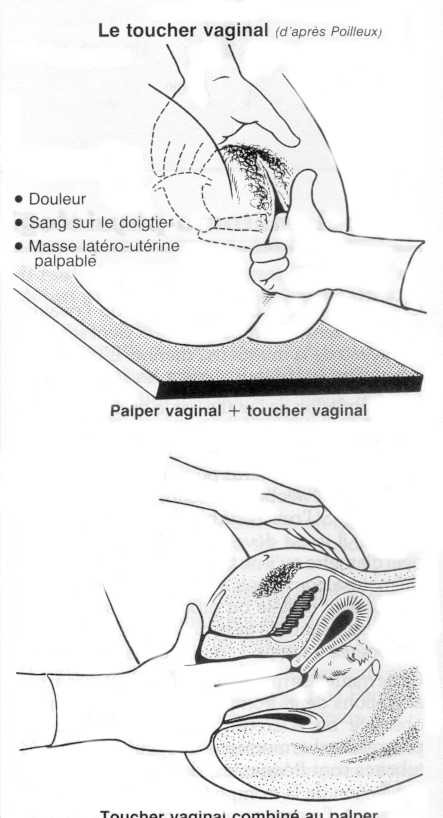 Le toucher vaginal (d'après Poilleux)
• Douleur
• Sang sur le doigtier
• Masse latéro-utérine
palpable
Palper vaginal + toucher vaginal
Toucher vaginal combiné au palper